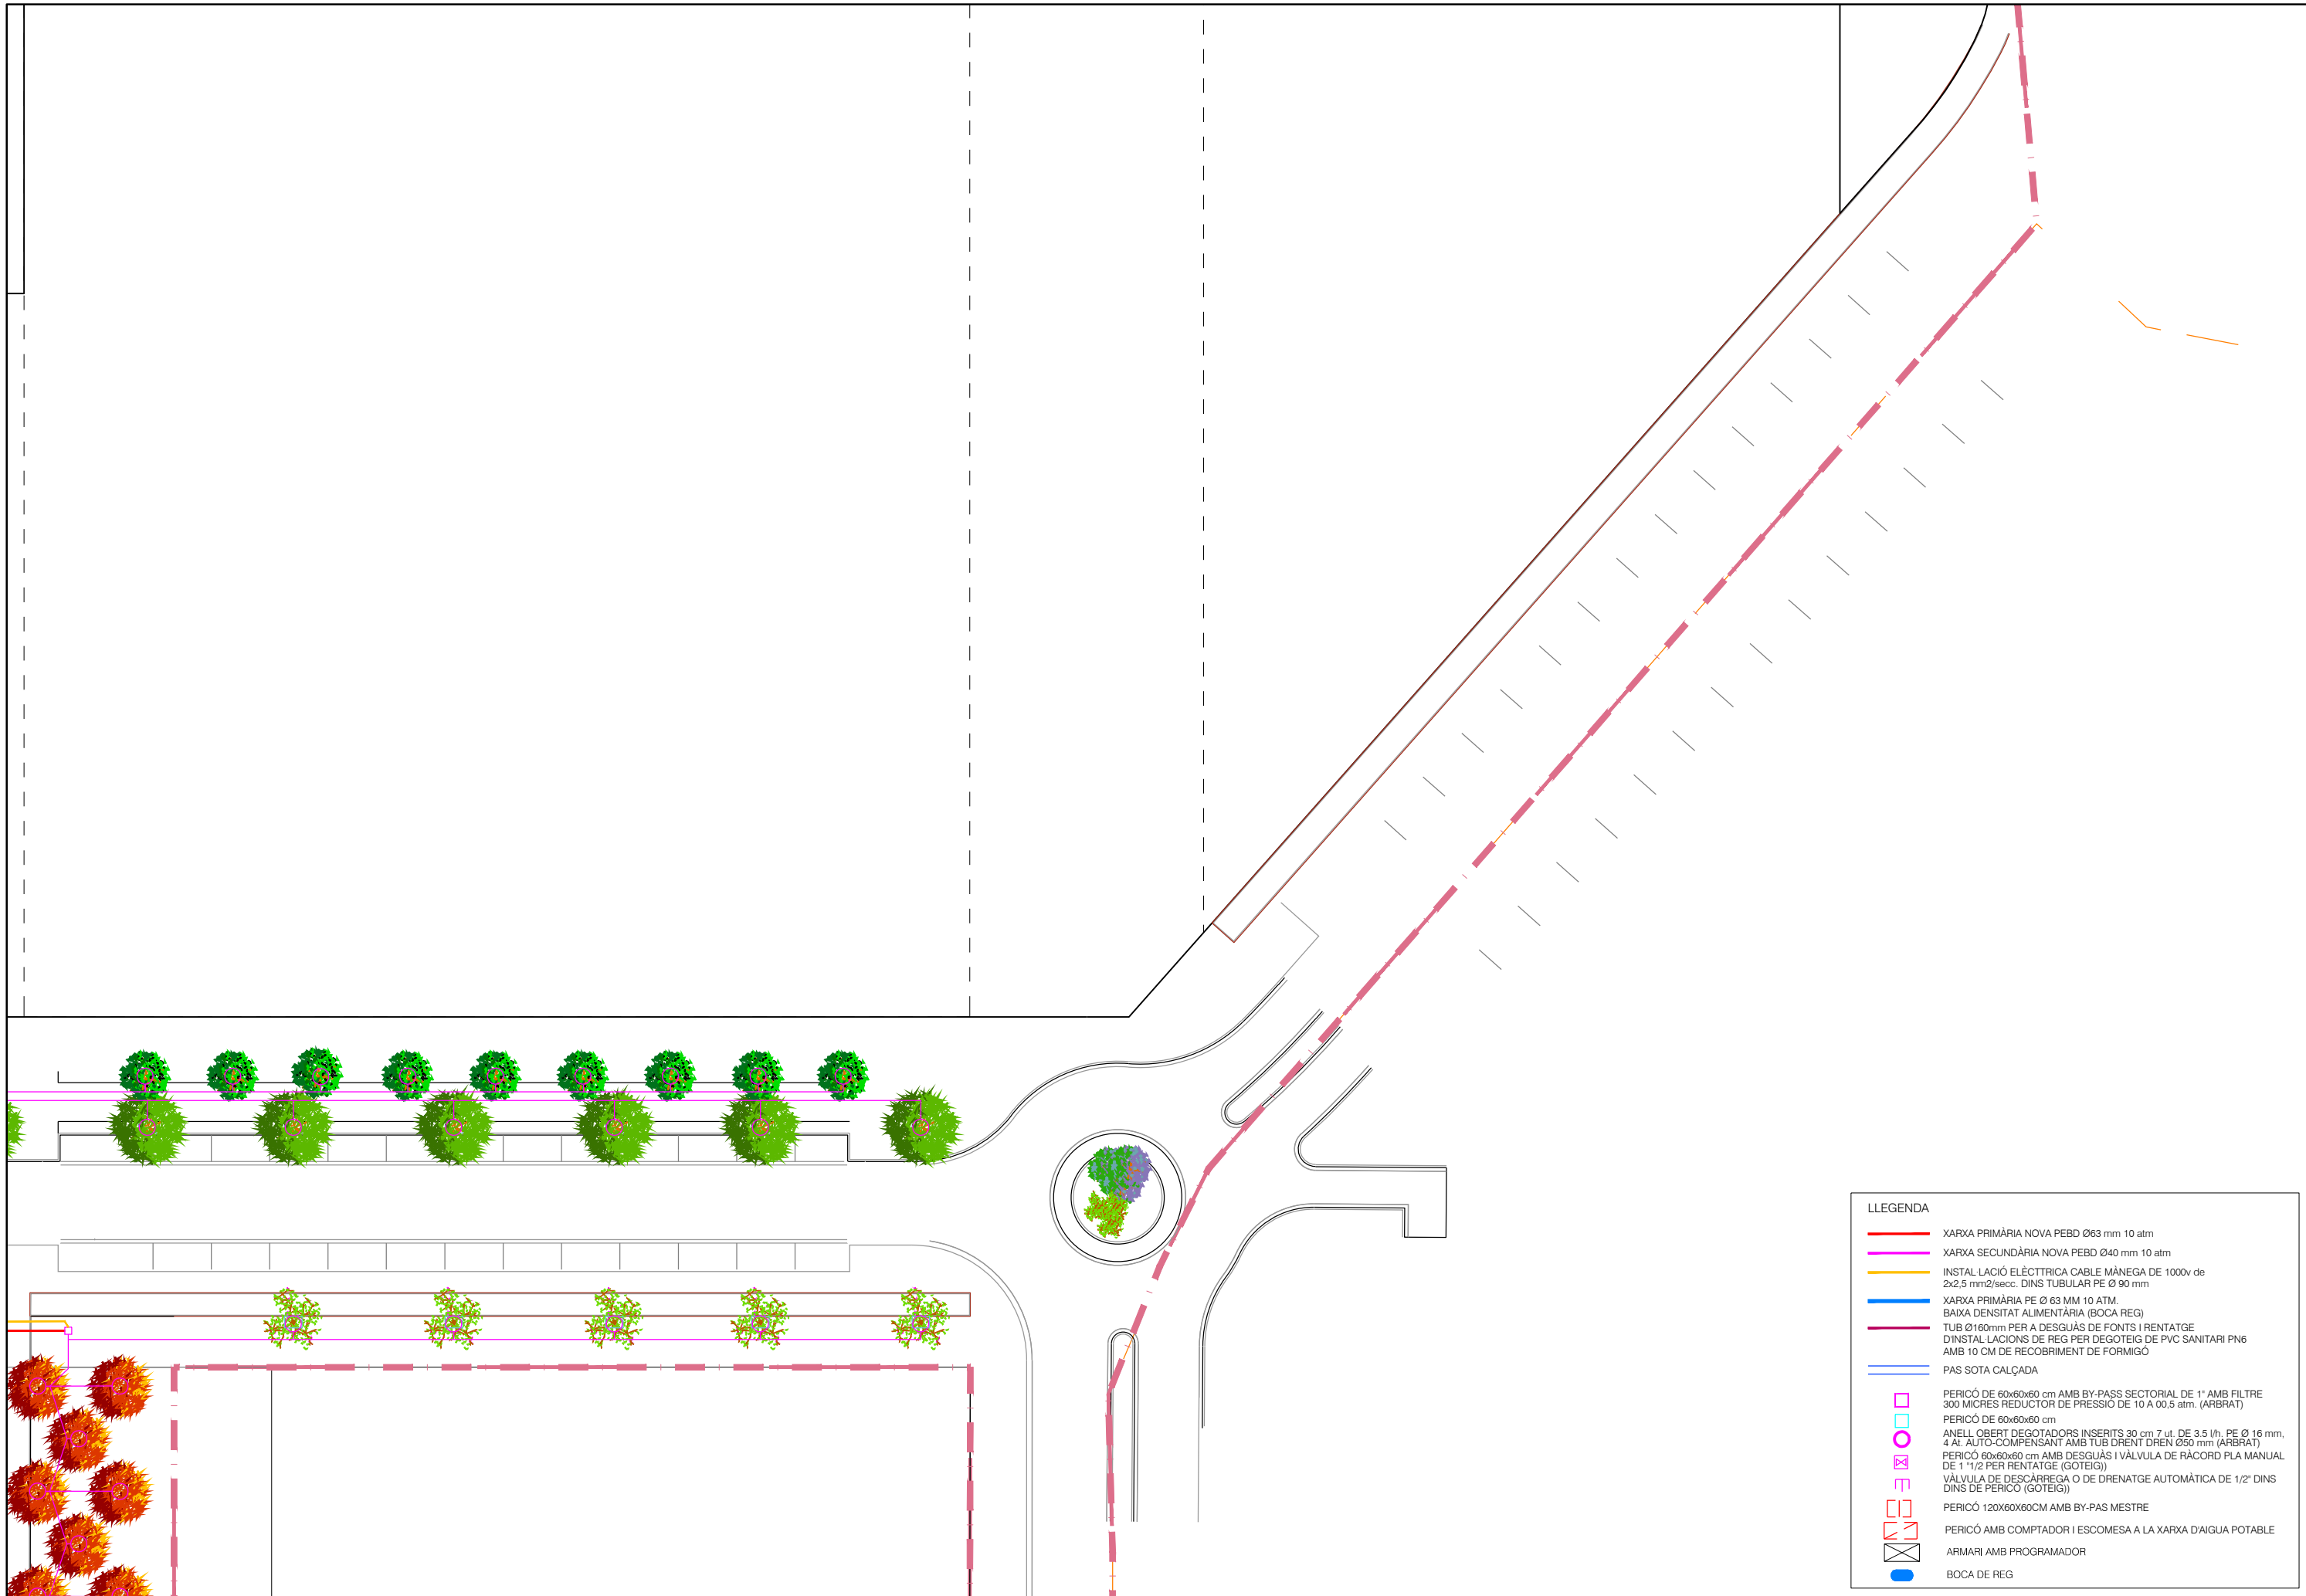 LLEGENDA
XARXA PRIMÀRIA NOVA PEBD Ø63 mm 10 atm
XARXA SECUNDÀRIA NOVA PEBD Ø40 mm 10 atm
INSTAL·LACIÓ ELÈCTTRICA CABLE MÀNEGA DE 1000v de
2x2,5 mm2/secc. DINS TUBULAR PE Ø 90 mm
XARXA PRIMÀRIA PE Ø 63 MM 10 ATM.
BAIXA DENSITAT ALIMENTÀRIA (BOCA REG)
TUB Ø160mm PER A DESGUÀS DE FONTS I RENTATGE
D'INSTAL·LACIONS DE REG PER DEGOTEIG DE PVC SANITARI PN6
AMB 10 CM DE RECOBRIMENT DE FORMIGÓ
PAS SOTA CALÇADA
PERICÓ DE 60x60x60 cm AMB BY-PASS SECTORIAL DE 1" AMB FILTRE
300 MICRES REDUCTOR DE PRESSIÓ DE 10 A 00,5 atm. (ARBRAT)
PERICÓ DE 60x60x60 cm
ANELL OBERT DEGOTADORS INSERITS 30 cm 7 ut. DE 3.5 l/h. PE Ø 16 mm,
4 At. AUTO-COMPENSANT AMB TUB DRENT DREN Ø50 mm (ARBRAT)
PERICÓ 60x60x60 cm AMB DESGUÀS I VÀLVULA DE RÀCORD PLA MANUAL
DE 1 "1/2 PER RENTATGE (GOTEIG))
VÀLVULA DE DESCÀRREGA O DE DRENATGE AUTOMÀTICA DE 1/2" DINS
DINS DE PERICÓ (GOTEIG))
PERICÓ 120X60X60CM AMB BY-PAS MESTRE
PERICÓ AMB COMPTADOR I ESCOMESA A LA XARXA D'AIGUA POTABLE
ARMARI AMB PROGRAMADOR
BOCA DE REG